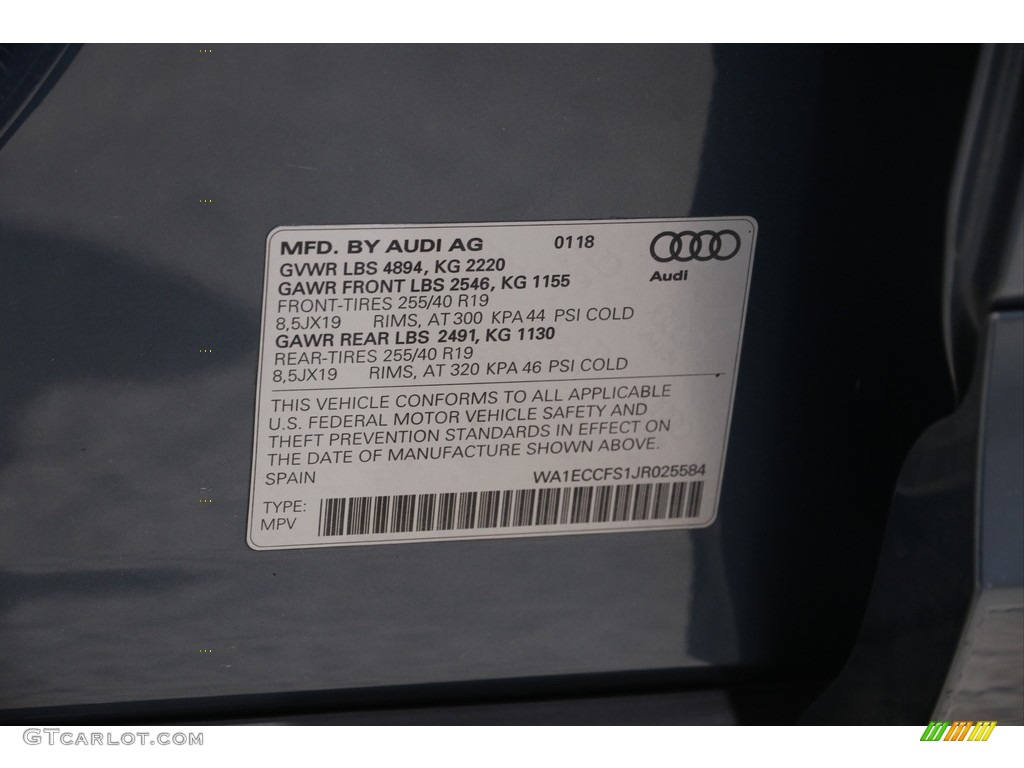 MFD. BY AUDI AG 0118
GVWR LBS 4894, KG 2220
GAWR FRONT LBS 2546, KG 1155
Audi
FRONT-TIRES 255/40 R19
8,5JX19 RIMS, AT 300 KPA 44 PSI COLD
GAWR REAR LBS 2491, KG 1130
REAR-TIRES 255/40 R19
8,5JX19 RIMS, AT 320 KPA 46 PSI COLD
THIS VEHICLE CONFORMS TO ALL APPLICABLE
U.S. FEDERAL MOTOR VEHICLE SAFETY AND
THEFT PREVENTION STANDARDS IN EFFECT ON
THE DATE OF MANUFACTURE SHOWN ABOVE.
SPAIN WA1ECCFS1JR025584
TYPE:
MPV
GTcarlot.com